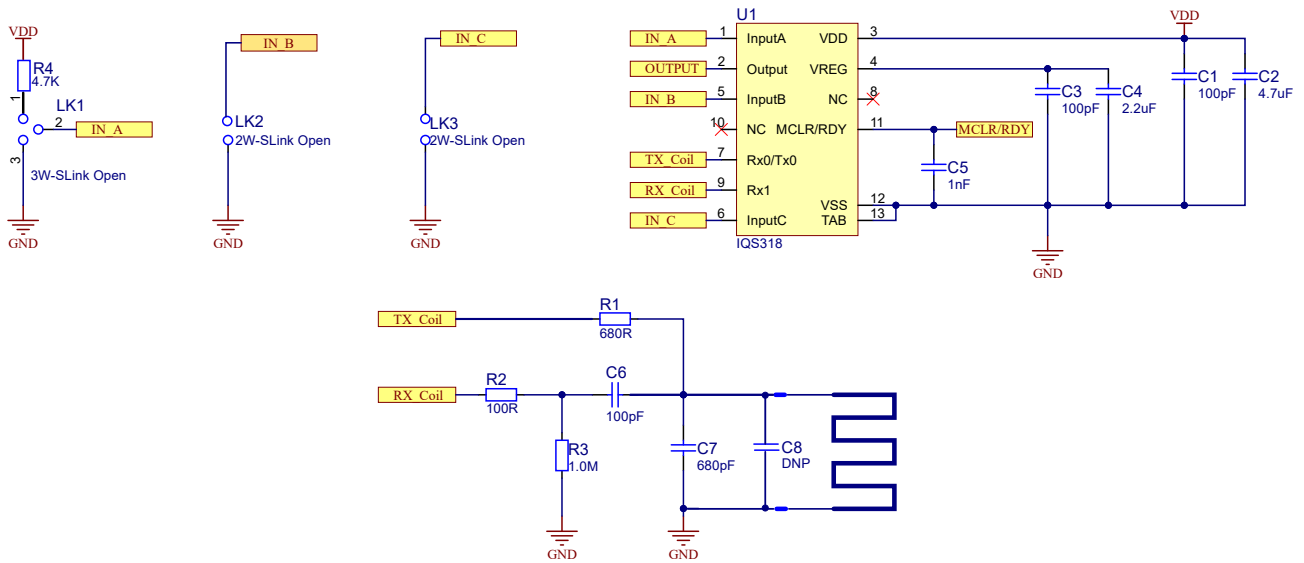 VDD
R4
4.7K
1
LK1
2
IN_A
3
3W-SLink Open
GND
IN_B
LK2
2W-SLink Open
GND
IN_C
LK3
2W-SLink Open
GND
U1
IN_A 1 InputA VDD 3
OUTPUT 2 Output VREG 4
IN_B 5 InputB NC 8
10 NC MCLR/RDY 11 MCLR/RDY
TX_Coil 7 Rx0/Tx0
RX_Coil 9 Rx1 VSS 12
IN_C 6 InputC TAB 13
IQS318
VDD
C1
100pF
C2
4.7uF
C3
100pF
C4
2.2uF
C5
1nF
GND
TX_Coil
R1
680R
RX_Coil
R2
100R
C6
100pF
R3
1.0M
C7
680pF
C8
DNP
GND
GND